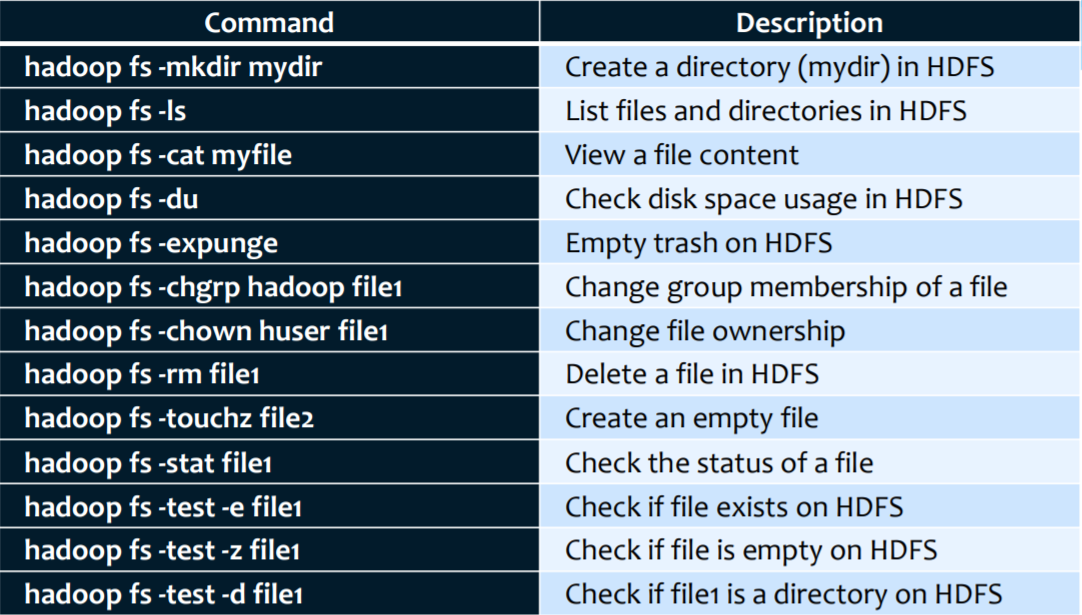 Command Description
hadoop fs -mkdir mydir Create a directory (mydir) in HDFS
hadoop fs -ls List files and directories in HDFS
hadoop fs -cat myfile View a file content
hadoop fs -du Check disk space usage in HDFS
hadoop fs -expunge Empty trash on HDFS
hadoop fs -chgrp hadoop file1 Change group membership of a file
hadoop fs -chown huser file1 Change file ownership
hadoop fs -rm file1 Delete a file in HDFS
hadoop fs -touchz file2 Create an empty file
hadoop fs -stat file1 Check the status of a file
hadoop fs -test -e file1 Check if file exists on HDFS
hadoop fs -test -z file1 Check if file is empty on HDFS
hadoop fs -test -d file1 Check if file1 is a directory on HDFS